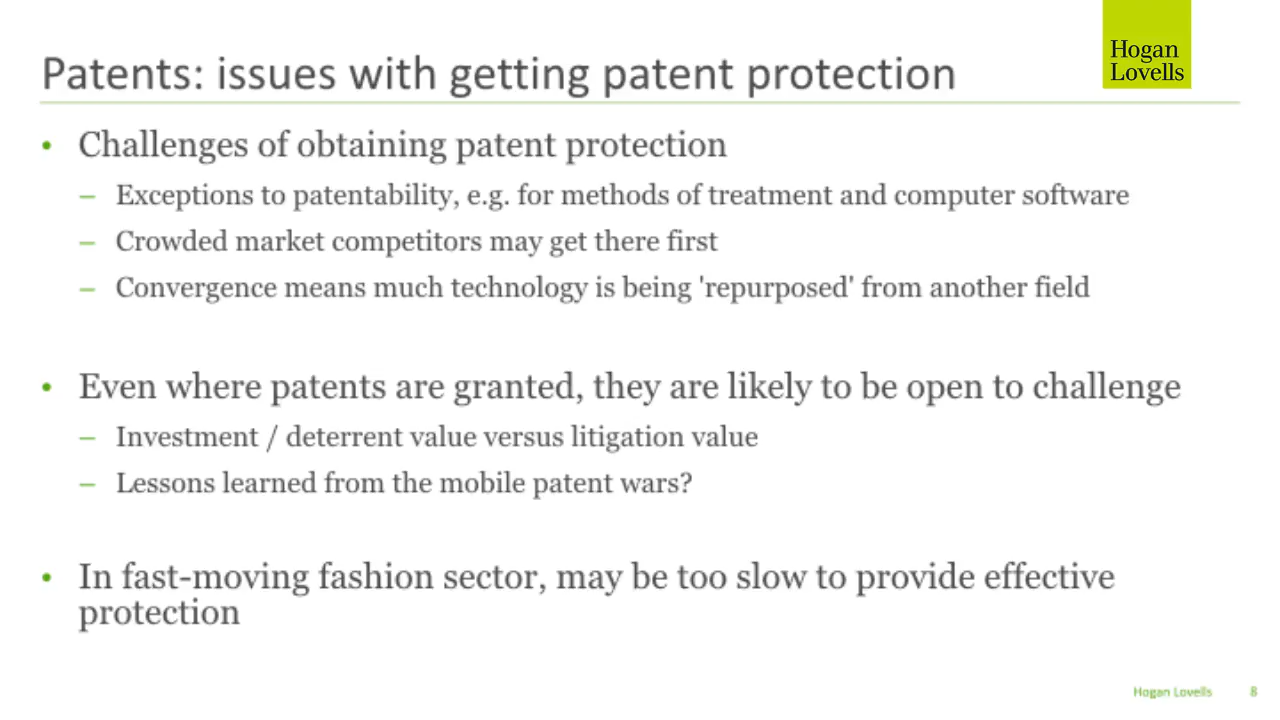 Hogan
Lovells
Patents: issues with getting patent protection
• Challenges of obtaining patent protection
– Exceptions to patentability, e.g. for methods of treatment and computer software
– Crowded market competitors may get there first
– Convergence means much technology is being 'repurposed' from another field
• Even where patents are granted, they are likely to be open to challenge
– Investment / deterrent value versus litigation value
– Lessons learned from the mobile patent wars?
• In fast-moving fashion sector, may be too slow to provide effective
protection
Hogan Lovells 8